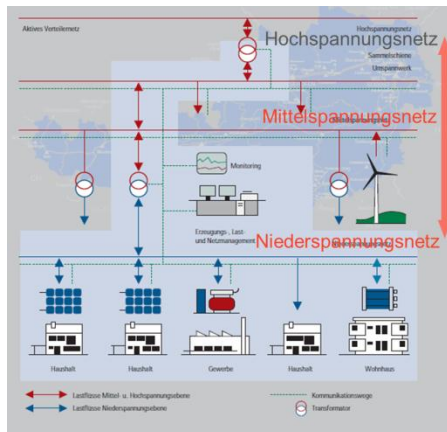 Aktives Verteilernetz
Hochspannungsnetz
Hochspannungsnetz
Sammelschiene
Umspannwerk
Mittelspannungsnetz
Monitoring
Erzeugungs-, Last-
und Netzmanagement
Niederspannungsnetz
Haushalt
Haushalt
Gewerbe
Haushalt
Wohnhaus
Lastflüsse Mittel- u. Hochspannungsebene
Kommunikationswege
Lastflüsse Niederspannungsebene
Transformator